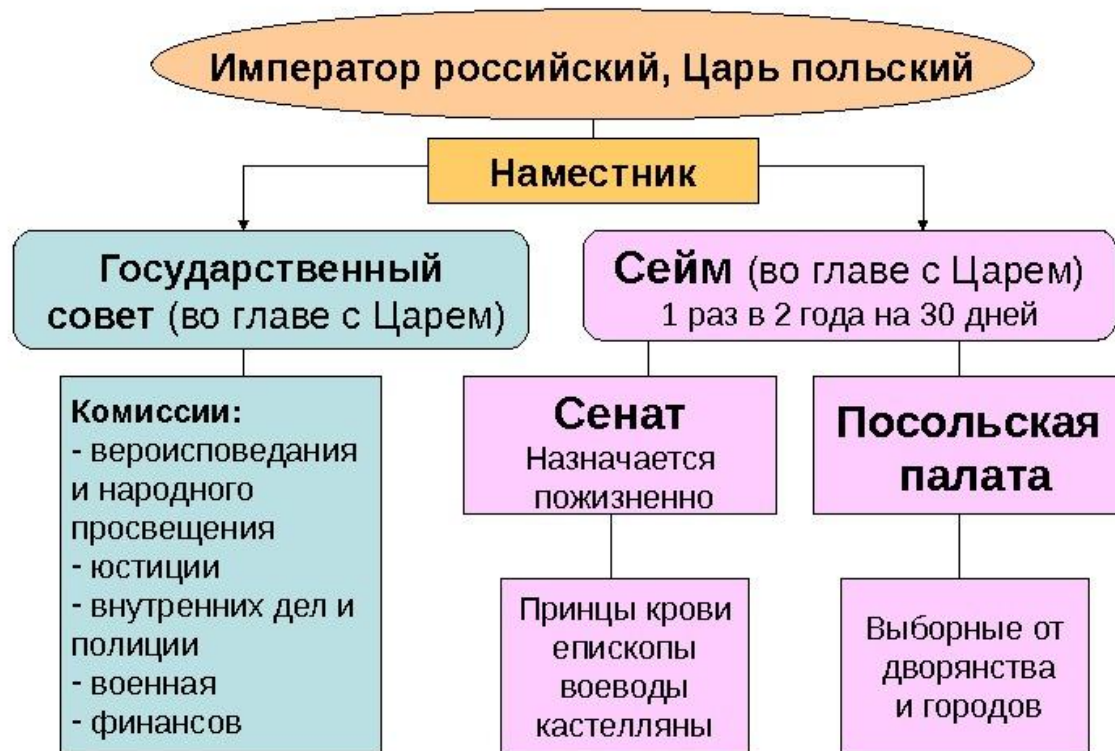 Император российский, Царь польский
Наместник
Государственный
совет (во главе с Царем)
Сейм (во главе с Царем)
1 раз в 2 года на 30 дней
Комиссии:
- вероисповедания
и народного
просвещения
- юстиции
- внутренних дел и
полиции
- военная
- финансов
Сенат
Назначается
пожизненно
Посольская
палата
Принцы крови
епископы
воеводы
кастелляны
Выборные от
дворянства
и городов